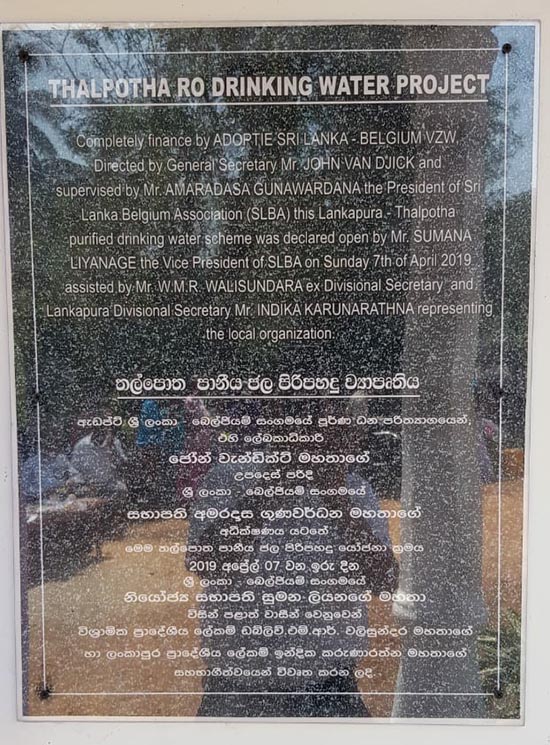 THALPOTHA RO DRINKING WATER PROJECT
Completely finance by ADOPTIE SRI LANKA - BELGIUM VZW.
Directed by General Secretary Mr. JOHN VAN DIJCK and
supervised by Mr. AMARADASA GUNAWARDANA the President of Sri
Lanka Belgium Association (SLBA) this Lankapura - Thalpotha
purified drinking water scheme was declared open by Mr. SUMANA
LIYANAGE the Vice President of SLBA on Sunday 7th of April 2019
assisted by Mr. W.M.R. WALISUNDARA ex Divisional Secretary and
Lankapura Divisional Secretary Mr. INDIKA KARUNARATHNA representing
the local organization.
තල්පොත පානීය ජල පිරිපහදු ව්‍යාපෘතිය
ඇඩප්ටි ශ්‍රී ලංකා - බෙල්ජියම් සංගමයේ පූර්ණ ධන පරිත්‍යාගයෙන්,
එහි ලේඛකාධිකාරී
ජෝන් වැන්ඩික්ට් මහතාගේ
උපදෙස් පරිදි
ශ්‍රී ලංකා - බෙල්ජියම් සංගමයේ
සභාපති අමරදාස ගුණවර්ධන මහතාගේ
අධීක්ෂණය යටතේ
මෙම තල්පොත පානීය ජල පිරිපහදු යෝජනා ක්‍රමය
2019 අප්‍රේල් 07 වන ඉරු දින
ශ්‍රී ලංකා - බෙල්ජියම් සංගමයේ
නියෝජ්‍ය සභාපති සුමන ලියනගේ මහතා
විසින් පළාත් වාසීන් වෙනුවෙන්
විශ්‍රාමික ප්‍රාදේශීය ලේකම් ඩබ්ලිව්.එම්.ආර්. වලිසුන්දර මහතාගේ
හා ලංකාපුර ප්‍රාදේශීය ලේකම් ඉන්දික කරුණාරත්න මහතාගේ
සහභාගීත්වයෙන් විවෘත කරන ලදි.